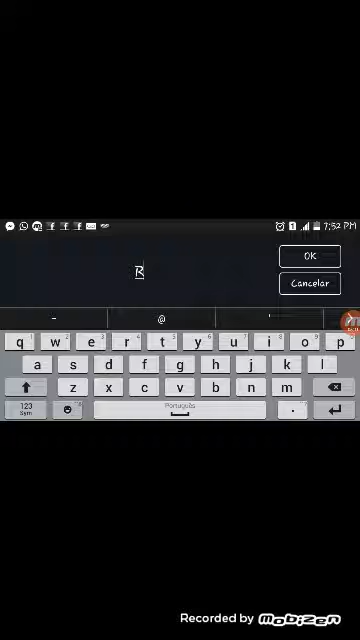 7:52 PM
R
OK
Cancelar
- @ '
q w e r t y u i o p
a s d f g h j k l
z x c v b n m
123 Sym Português .
Recorded by mobizen